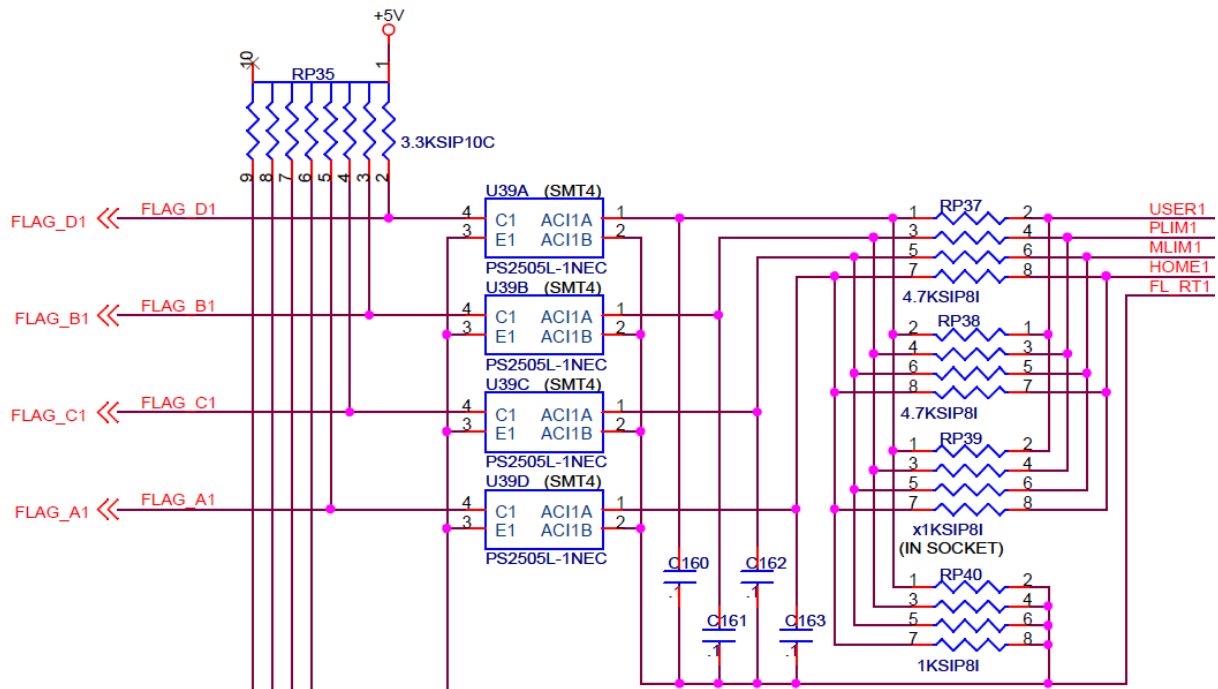 +5V
10
RP35
1
3.3KSIP10C
9 8 7 6 5 4 3 2
FLAG_D1
FLAG_D1
U39A (SMT4)
4 C1 ACI1A 1
3 E1 ACI1B 2
PS2505L-1NEC
FLAG_B1
FLAG_B1
U39B (SMT4)
4 C1 ACI1A 1
3 E1 ACI1B 2
PS2505L-1NEC
FLAG_C1
FLAG_C1
U39C (SMT4)
4 C1 ACI1A 1
3 E1 ACI1B 2
PS2505L-1NEC
FLAG_A1
FLAG_A1
U39D (SMT4)
4 C1 ACI1A 1
3 E1 ACI1B 2
PS2505L-1NEC
C160
.1
C162
.1
C161
.1
C163
.1
RP37
1 2
3 4
5 6
7 8
4.7KSIP8I
USER1
PLIM1
MLIM1
HOME1
FL_RT1
RP38
2 1
4 3
6 5
8 7
4.7KSIP8I
RP39
1 2
3 4
5 6
7 8
x1KSIP8I
(IN SOCKET)
RP40
1 2
3 4
5 6
7 8
1KSIP8I